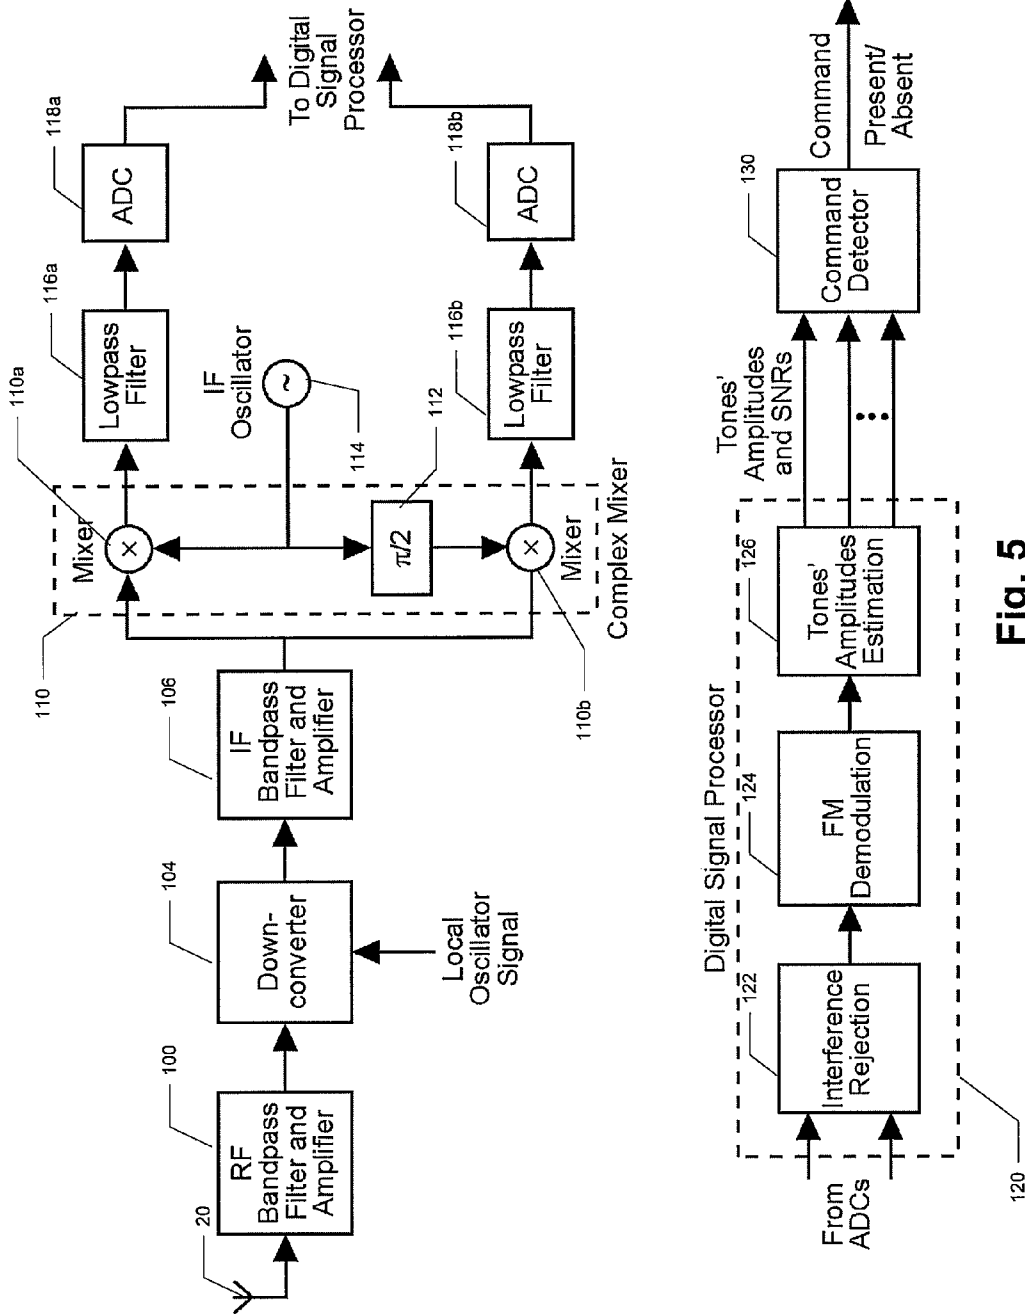 20
100
RF
Bandpass
Filter and
Amplifier
104
Down-
converter
Local
Oscillator
Signal
106
IF
Bandpass
Filter and
Amplifier
110
110a
Mixer
×
π/2
112
×
Mixer
110b
Complex Mixer
IF
Oscillator
~
114
116a
Lowpass
Filter
116b
Lowpass
Filter
118a
ADC
118b
ADC
To Digital
Signal
Processor
Digital Signal Processor
From
ADCs
122
Interference
Rejection
124
FM
Demodulation
126
Tones'
Amplitudes
Estimation
120
Tones'
Amplitudes
and SNRs
130
Command
Detector
Command
Present/
Absent
Fig. 5